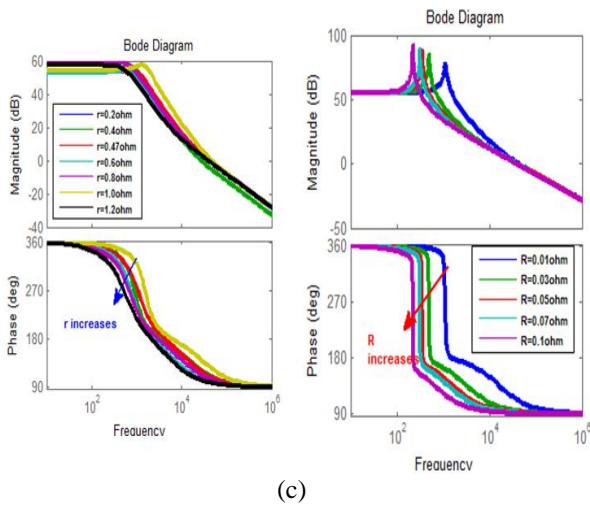 Bode Diagram
Magnitude (dB)
60
40
20
0
-20
-40
r=0.2ohm
r=0.4ohm
r=0.47ohm
r=0.6ohm
r=0.8ohm
r=1.0ohm
r=1.2ohm
Phase (deg)
360
270
180
90
r increases
10^2
10^4
10^6
Frequency
Bode Diagram
Magnitude (dB)
100
50
0
-50
Phase (deg)
360
270
180
90
R
increases
R=0.01ohm
R=0.03ohm
R=0.05ohm
R=0.07ohm
R=0.1ohm
10^2
10^4
10^6
Frequency
(c)